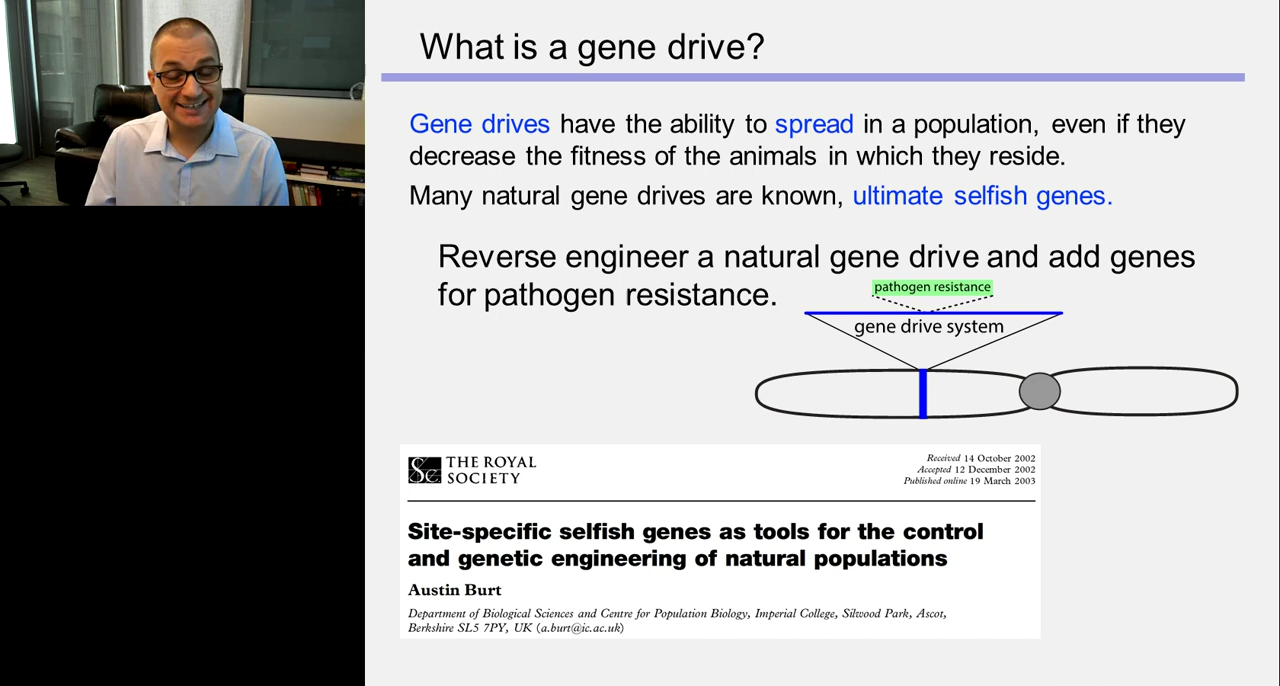 What is a gene drive?
Gene drives have the ability to spread in a population, even if they
decrease the fitness of the animals in which they reside.
Many natural gene drives are known, ultimate selfish genes.
Reverse engineer a natural gene drive and add genes
for pathogen resistance.
pathogen resistance
gene drive system
THE ROYAL
SOCIETY
Received 14 October 2002
Accepted 12 December 2002
Published online 19 March 2003
Site-specific selfish genes as tools for the control
and genetic engineering of natural populations
Austin Burt
Department of Biological Sciences and Centre for Population Biology, Imperial College, Silwood Park, Ascot,
Berkshire SL5 7PY, UK (a.burt@ic.ac.uk)